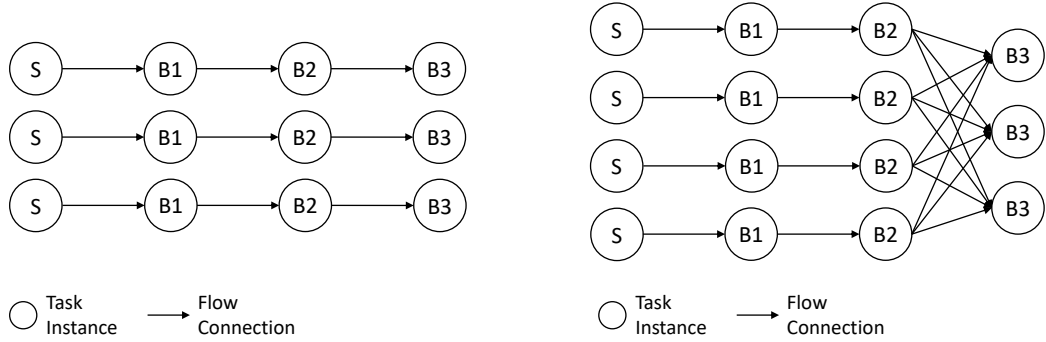 S B1 B2 B3
S B1 B2 B3
S B1 B2 B3
Task
Instance
Flow
Connection
S B1 B2
B3
S B1 B2
B3
S B1 B2
B3
S B1 B2
Task
Instance
Flow
Connection